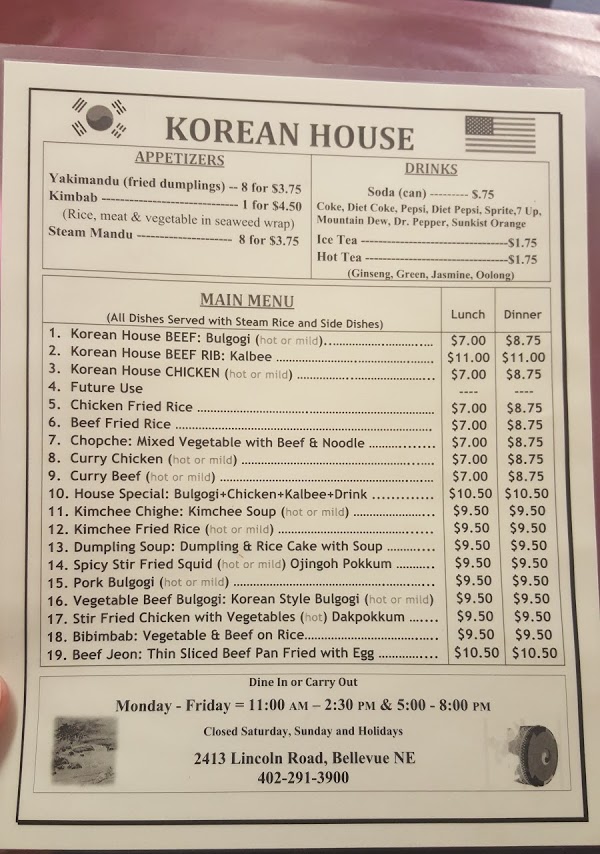 KOREAN HOUSE
APPETIZERS
Yakimandu (fried dumplings) -- 8 for $3.75
Kimbab ------------------------------- 1 for $4.50
(Rice, meat & vegetable in seaweed wrap)
Steam Mandu ---------------------- 8 for $3.75
DRINKS
Soda (can) --------- $.75
Coke, Diet Coke, Pepsi, Diet Pepsi, Sprite,7 Up,
Mountain Dew, Dr. Pepper, Sunkist Orange
Ice Tea ---------------------------------$1.75
Hot Tea --------------------------------$1.75
(Ginseng, Green, Jasmine, Oolong)
MAIN MENU
(All Dishes Served with Steam Rice and Side Dishes)
Lunch Dinner
1. Korean House BEEF: Bulgogi (hot or mild).......................... $7.00 $8.75
2. Korean House BEEF RIB: Kalbee ..................................... $11.00 $11.00
3. Korean House CHICKEN (hot or mild) ................................ $7.00 $8.75
4. Future Use ---- ----
5. Chicken Fried Rice ..................................................... $7.00 $8.75
6. Beef Fried Rice .......................................................... $7.00 $8.75
7. Chopche: Mixed Vegetable with Beef & Noodle .............. $7.00 $8.75
8. Curry Chicken (hot or mild) ............................................ $7.00 $8.75
9. Curry Beef (hot or mild) ................................................ $7.00 $8.75
10. House Special: Bulgogi+Chicken+Kalbee+Drink ............ $10.50 $10.50
11. Kimchee Chighe: Kimchee Soup (hot or mild) ................. $9.50 $9.50
12. Kimchee Fried Rice (hot or mild) .................................. $9.50 $9.50
13. Dumpling Soup: Dumpling & Rice Cake with Soup .......... $9.50 $9.50
14. Spicy Stir Fried Squid (hot or mild) Ojingoh Pokkum ........ $9.50 $9.50
15. Pork Bulgogi (hot or mild) ............................................. $9.50 $9.50
16. Vegetable Beef Bulgogi: Korean Style Bulgogi (hot or mild) $9.50 $9.50
17. Stir Fried Chicken with Vegetables (hot) Dakpokkum ...... $9.50 $9.50
18. Bibimbab: Vegetable & Beef on Rice............................. $9.50 $9.50
19. Beef Jeon: Thin Sliced Beef Pan Fried with Egg ............. $10.50 $10.50
Dine In or Carry Out
Monday - Friday = 11:00 AM – 2:30 PM & 5:00 - 8:00 PM
Closed Saturday, Sunday and Holidays
2413 Lincoln Road, Bellevue NE
402-291-3900